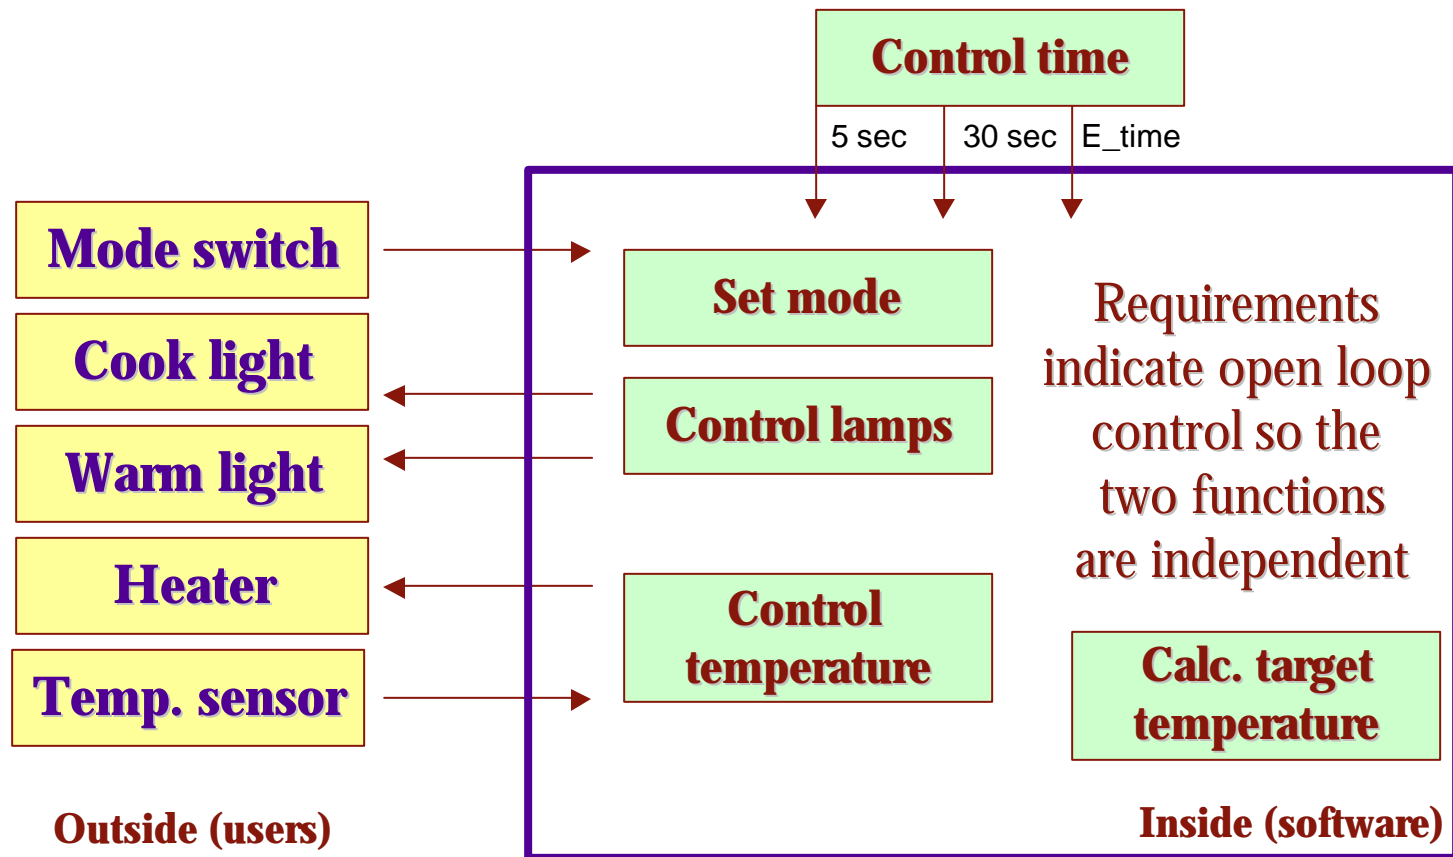 Control time
5 sec
30 sec
E_time
Mode switch
Cook light
Warm light
Heater
Temp. sensor
Outside (users)
Set mode
Control lamps
Control
temperature
Requirements
indicate open loop
control so the
two functions
are independent
Calc. target
temperature
Inside (software)